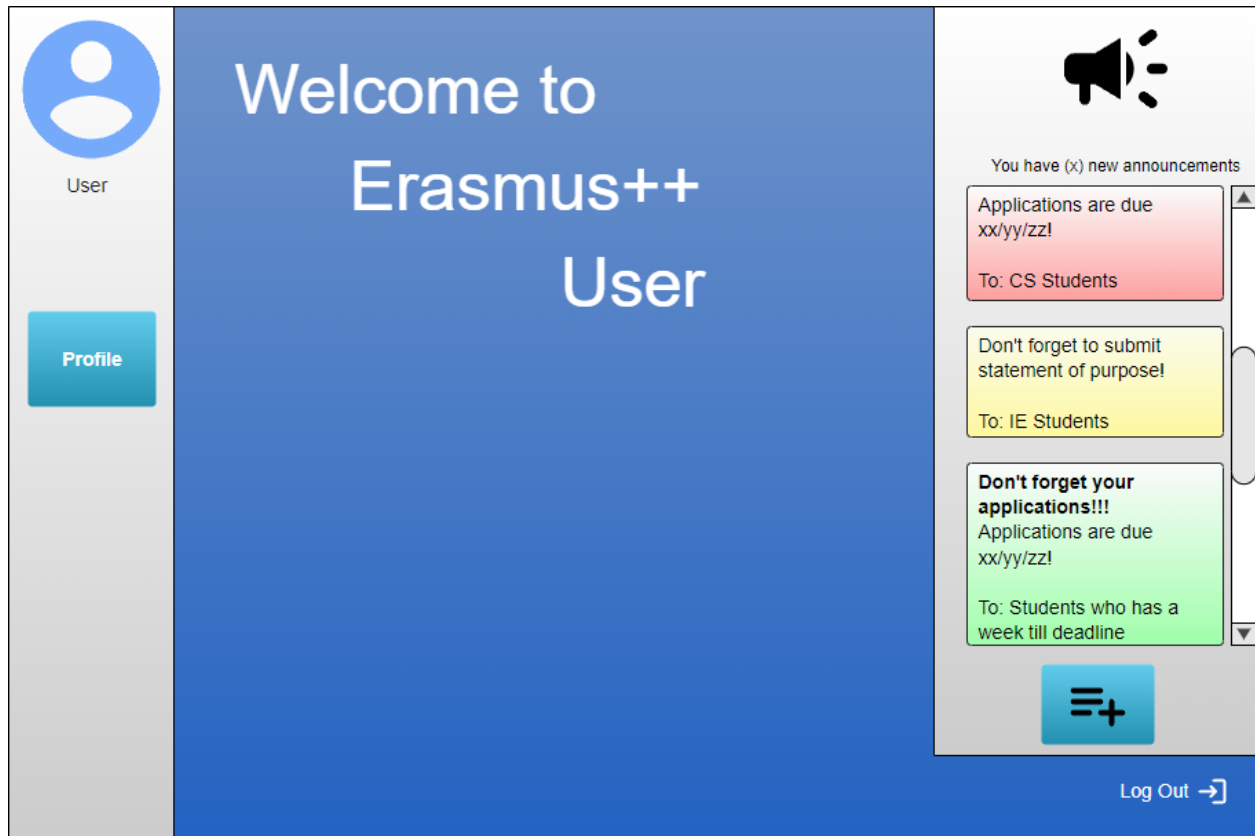 User
Profile
Welcome to
Erasmus++
User
You have (x) new announcements
Applications are due
xx/yy/zz!
To: CS Students
Don't forget to submit
statement of purpose!
To: IE Students
Don't forget your
applications!!!
Applications are due
xx/yy/zz!
To: Students who has a
week till deadline
Log Out